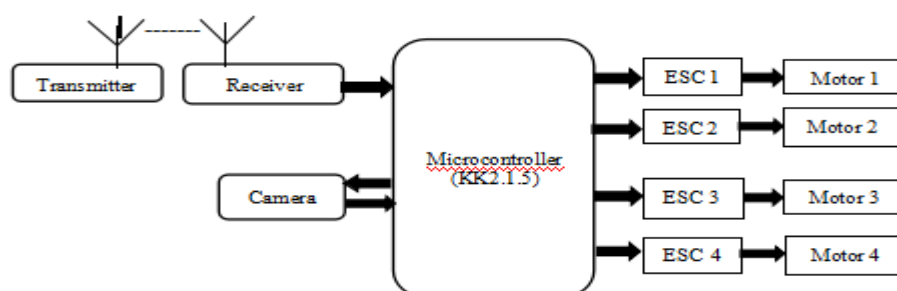 Transmitter
Receiver
Camera
Microcontroller
(KK2.1.5)
ESC 1
Motor 1
ESC 2
Motor 2
ESC 3
Motor 3
ESC 4
Motor 4